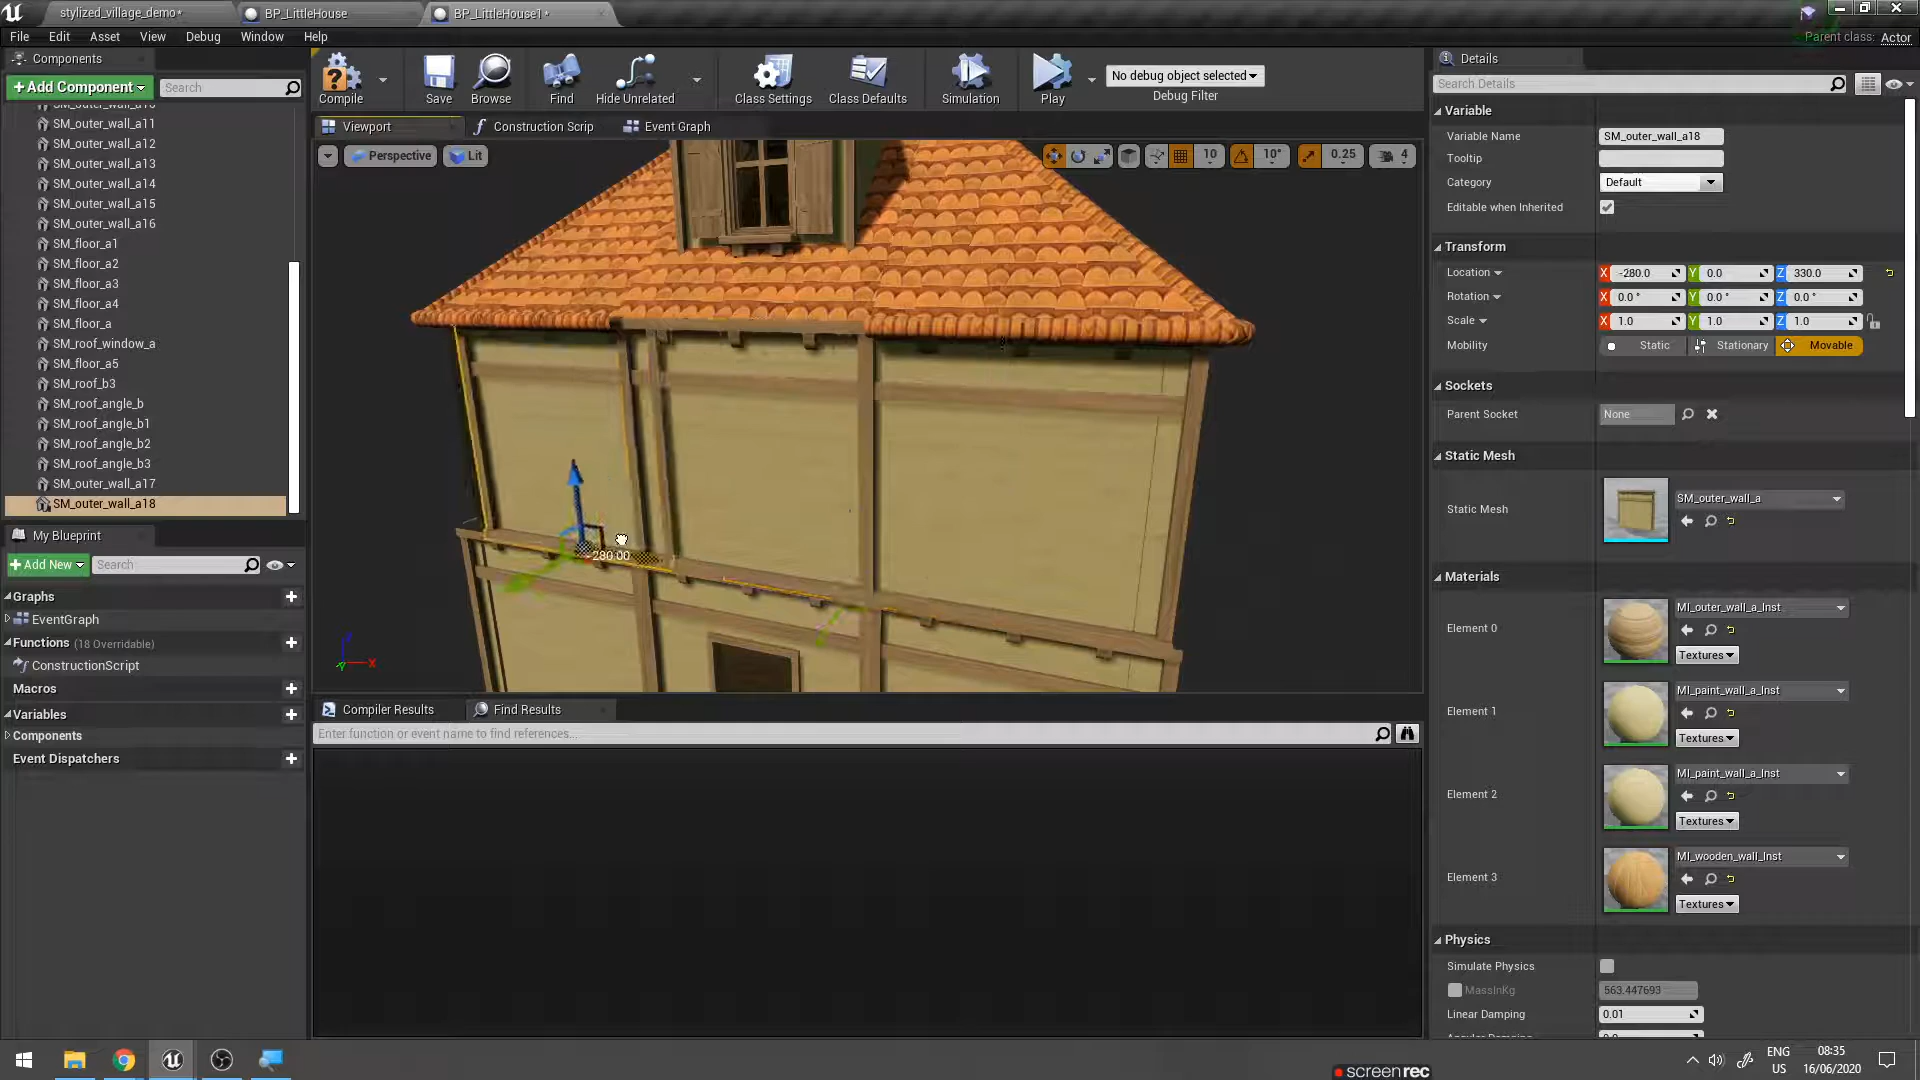 stylized_village_demo*
BP_LittleHouse
BP_LittleHouse1*
File Edit Asset View Debug Window Help
Parent class: Actor
Components
+Add Component
Search
SM_outer_wall_a11
SM_outer_wall_a12
SM_outer_wall_a13
SM_outer_wall_a14
SM_outer_wall_a15
SM_outer_wall_a16
SM_floor_a1
SM_floor_a2
SM_floor_a3
SM_floor_a4
SM_floor_a
SM_roof_window_a
SM_floor_a5
SM_roof_b3
SM_roof_angle_b
SM_roof_angle_b1
SM_roof_angle_b2
SM_roof_angle_b3
SM_outer_wall_a17
SM_outer_wall_a18
My Blueprint
+Add New
Search
Graphs
EventGraph
Functions (18 Overridable)
ConstructionScript
Macros
Variables
Components
Event Dispatchers
Compile
Save
Browse
Find
Hide Unrelated
Class Settings
Class Defaults
Simulation
Play
No debug object selected
Debug Filter
Viewport
Construction Scrip
Event Graph
Perspective
Lit
10
10°
0.25
4
-280.00
Z
X
Y
Compiler Results
Find Results
Enter function or event name to find references...
Details
Search Details
Variable
Variable Name SM_outer_wall_a18
Tooltip
Category Default
Editable when Inherited
Transform
Location X -280.0 Y 0.0 Z 330.0
Rotation X 0.0 ° Y 0.0 ° Z 0.0 °
Scale X 1.0 Y 1.0 Z 1.0
Mobility Static Stationary Movable
Sockets
Parent Socket None
Static Mesh
Static Mesh SM_outer_wall_a
Materials
Element 0 MI_outer_wall_a_Inst
Textures
Element 1 MI_paint_wall_a_Inst
Textures
Element 2 MI_paint_wall_a_Inst
Textures
Element 3 MI_wooden_wall_Inst
Textures
Physics
Simulate Physics
MassInKg 563.447693
Linear Damping 0.01
screenrec
ENG
US
08:35
16/06/2020